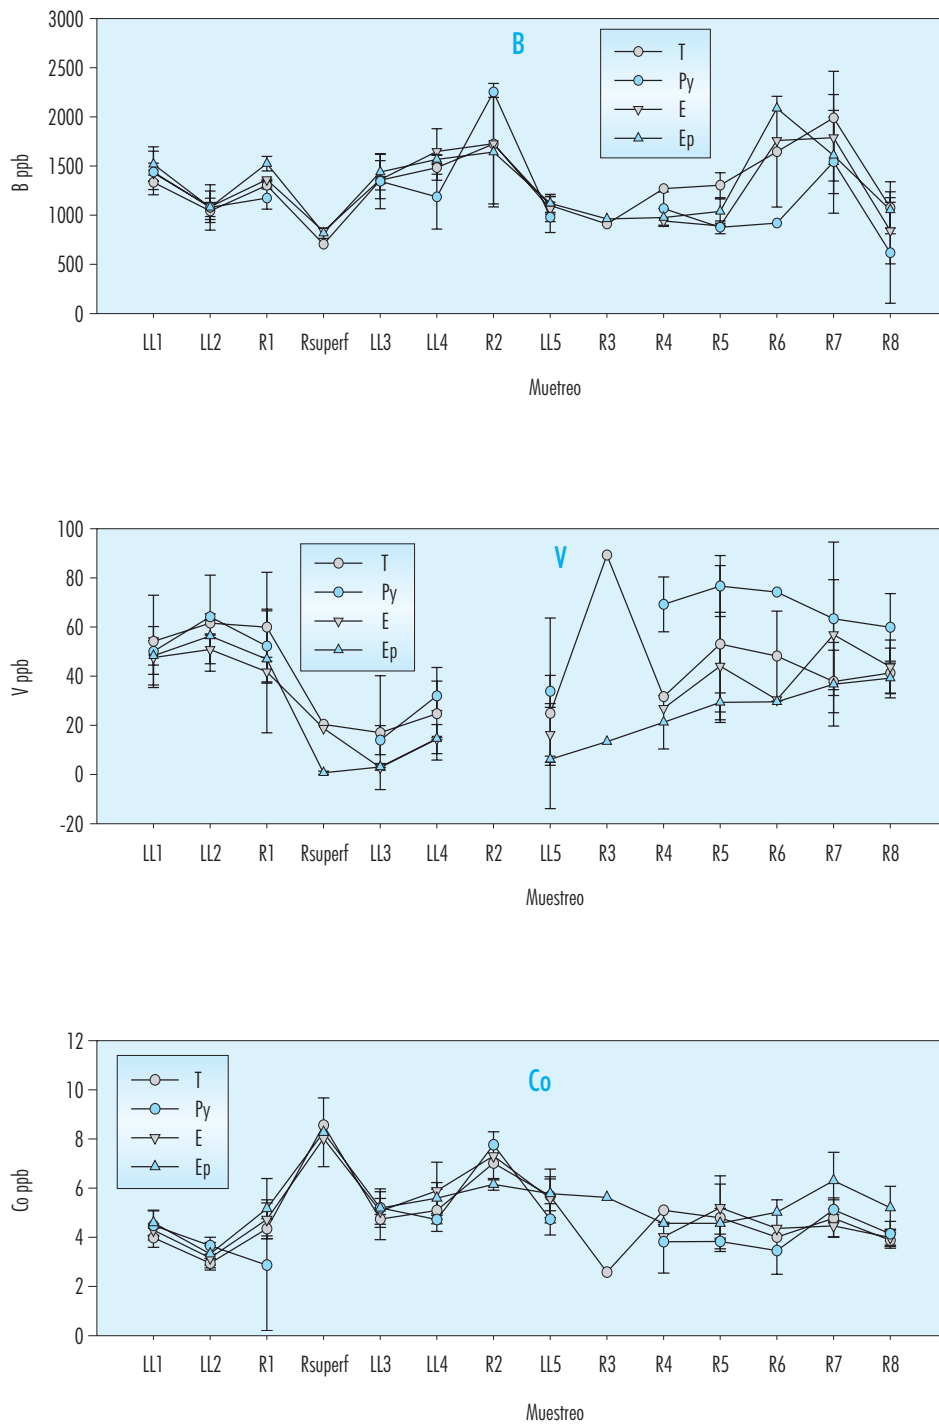 B
B ppb
3000
2500
2000
1500
1000
500
0
T
Py
E
Ep
LL1 LL2 R1 Rsuperf LL3 LL4 R2 LL5 R3 R4 R5 R6 R7 R8
Muetreo
V
V ppb
100
80
60
40
20
0
-20
T
Py
E
Ep
LL1 LL2 R1 Rsuperf LL3 LL4 R2 LL5 R3 R4 R5 R6 R7 R8
Muestreo
Co
Co ppb
12
10
8
6
4
2
0
T
Py
E
Ep
LL1 LL2 R1 Rsuperf LL3 LL4 R2 LL5 R3 R4 R5 R6 R7 R8
Muestreo